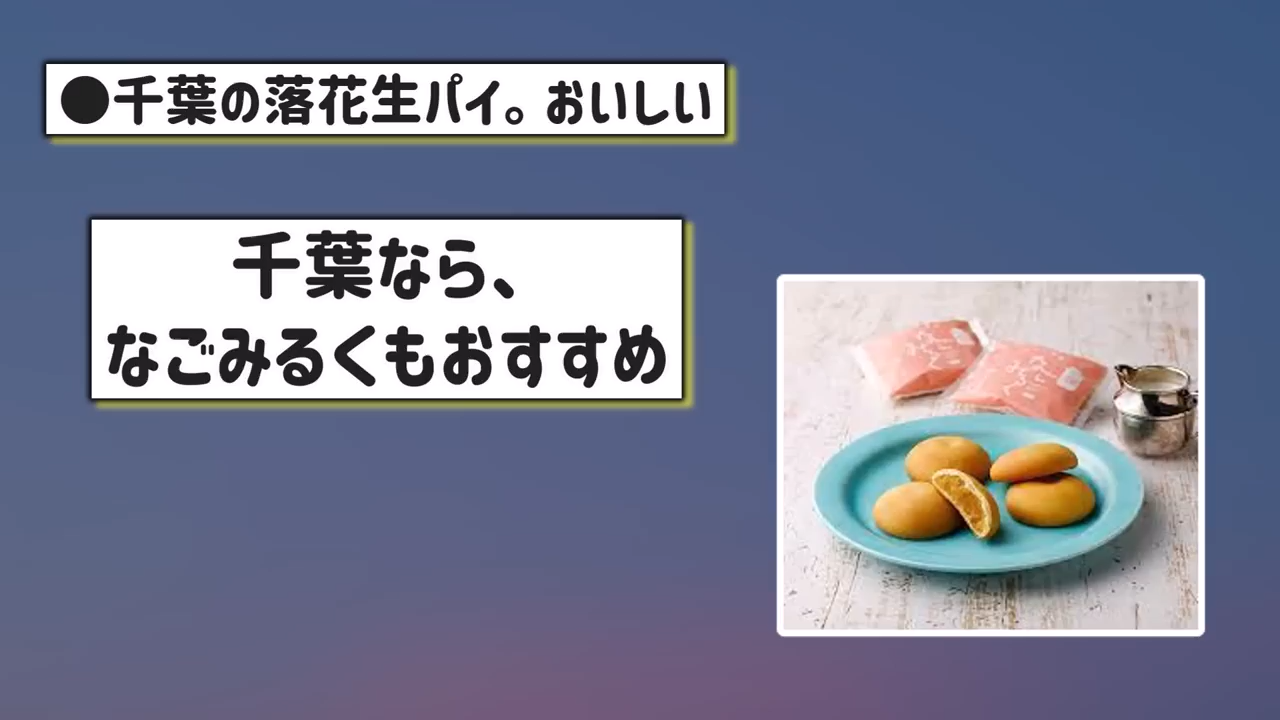 ●千葉の落花生パイ。おいしい
千葉なら、
なごみるくもおすすめ